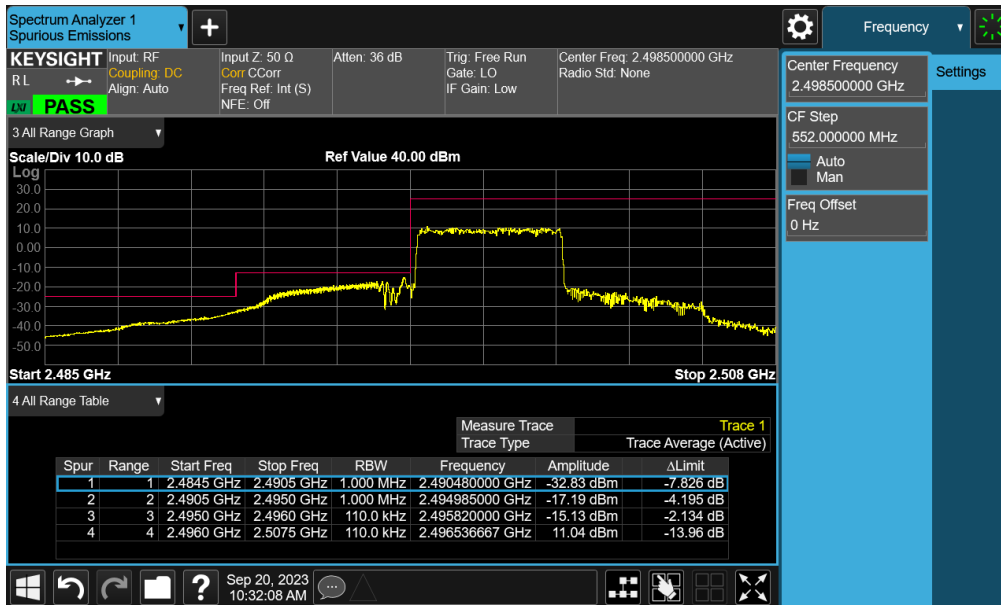 Spectrum Analyzer 1
Spurious Emissions
+
Frequency
KEYSIGHT
R L
LXI PASS
Input: RF
Coupling: DC
Align: Auto
Input Z: 50 Ω
Corr CCorr
Freq Ref: Int (S)
NFE: Off
Atten: 36 dB
Trig: Free Run
Gate: LO
IF Gain: Low
Center Freq: 2.498500000 GHz
Radio Std: None
Center Frequency
2.498500000 GHz
Settings
CF Step
552.000000 MHz
Auto
Man
Freq Offset
0 Hz
3 All Range Graph
Scale/Div 10.0 dB Ref Value 40.00 dBm
Log
30.0
20.0
10.0
0.00
-10.0
-20.0
-30.0
-40.0
-50.0
Start 2.485 GHz Stop 2.508 GHz
4 All Range Table
Measure Trace Trace 1
Trace Type Trace Average (Active)
Spur Range Start Freq Stop Freq RBW Frequency Amplitude ΔLimit
1 1 2.4845 GHz 2.4905 GHz 1.000 MHz 2.490480000 GHz -32.83 dBm -7.826 dB
2 2 2.4905 GHz 2.4950 GHz 1.000 MHz 2.494985000 GHz -17.19 dBm -4.195 dB
3 3 2.4950 GHz 2.4960 GHz 110.0 kHz 2.495820000 GHz -15.13 dBm -2.134 dB
4 4 2.4960 GHz 2.5075 GHz 110.0 kHz 2.496536667 GHz 11.04 dBm -13.96 dB
?
Sep 20, 2023
10:32:08 AM